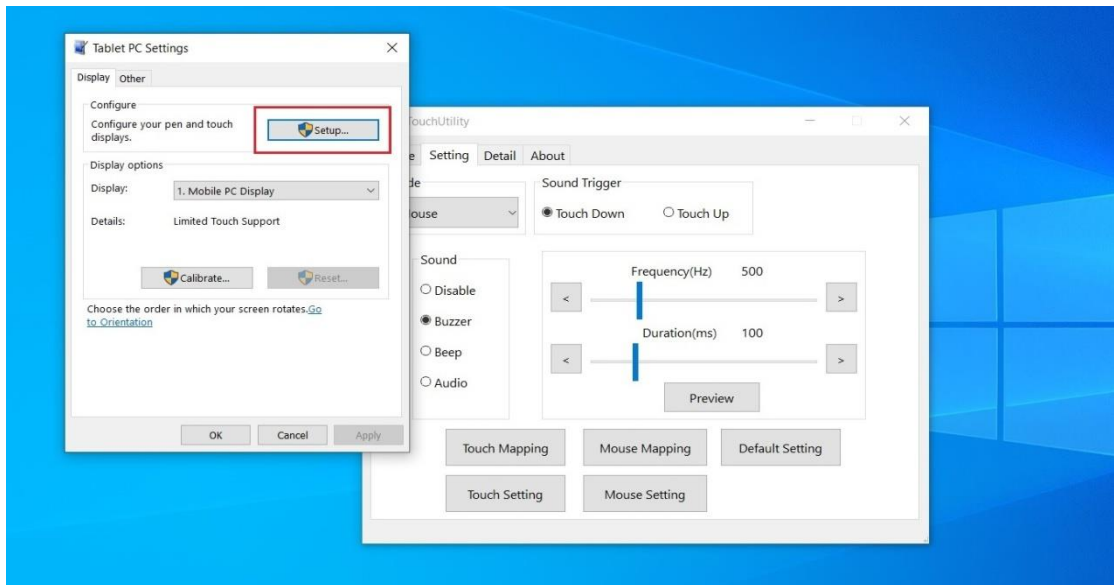 Tablet PC Settings
Display Other
Configure
Configure your pen and touch
displays.
Setup...
Display options
Display:
1. Mobile PC Display
Details:
Limited Touch Support
Calibrate...
Reset...
Choose the order in which your screen rotates.Go
to Orientation
OK
Cancel
Apply
TouchUtility
Setting
Detail
About
Sound Trigger
Touch Down
Touch Up
Sound
Disable
Buzzer
Beep
Audio
Frequency(Hz) 500
<
>
Duration(ms) 100
<
>
Preview
Touch Mapping
Mouse Mapping
Default Setting
Touch Setting
Mouse Setting